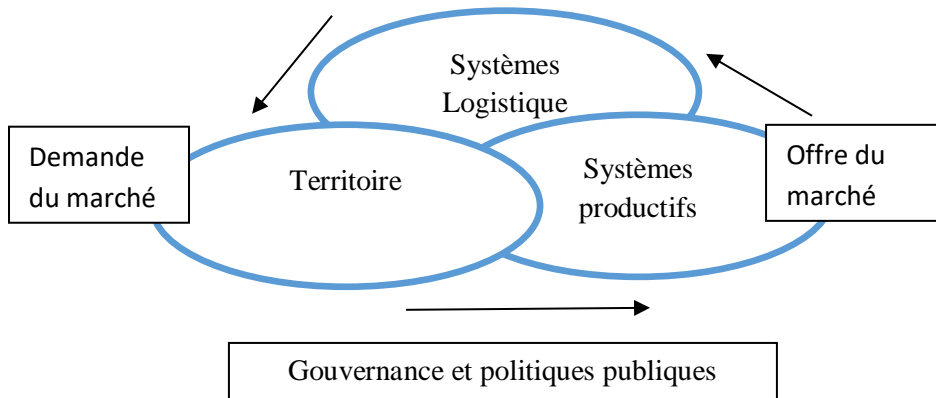 Systèmes
Logistique
Demande
du marché
Territoire
Systèmes
productifs
Offre du
marché
Gouvernance et politiques publiques